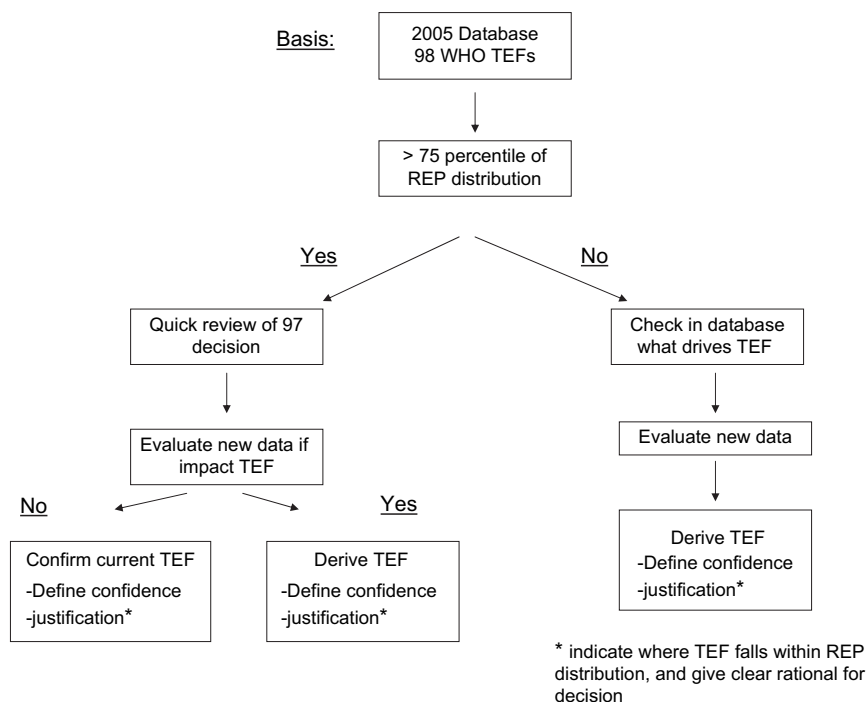 Basis:
2005 Database
98 WHO TEFs
> 75 percentile of
REP distribution
Yes
No
Quick review of 97
decision
Check in database
what drives TEF
Evaluate new data if
impact TEF
Evaluate new data
No
Yes
Confirm current TEF
-Define confidence
-justification*
Derive TEF
-Define confidence
-justification*
Derive TEF
-Define confidence
-justification*
* indicate where TEF falls within REP
distribution, and give clear rational for
decision